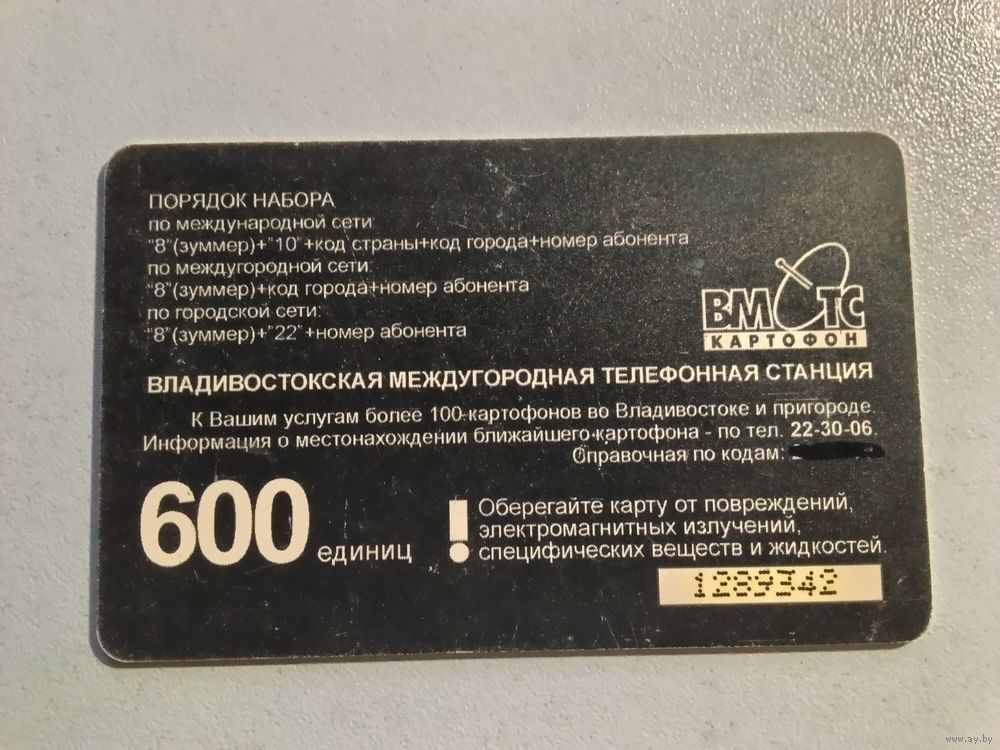 ПОРЯДОК НАБОРА
по международной сети:
"8"(зуммер)+"10"+код страны+код города+номер абонента
по междугородной сети:
"8"(зуммер)+код города+номер абонента
по городской сети:
"8"(зуммер)+"22"+номер абонента
ВМТС
КАРТОФОН
ВЛАДИВОСТОКСКАЯ МЕЖДУГОРОДНАЯ ТЕЛЕФОННАЯ СТАНЦИЯ
К Вашим услугам более 100 картофонов во Владивостоке и пригороде.
Информация о местонахождении ближайшего картофона - по тел. 22-30-06.
Справочная по кодам:
600 единиц
! Оберегайте карту от повреждений,
электромагнитных излучений,
специфических веществ и жидкостей.
1289342
www.ay.by